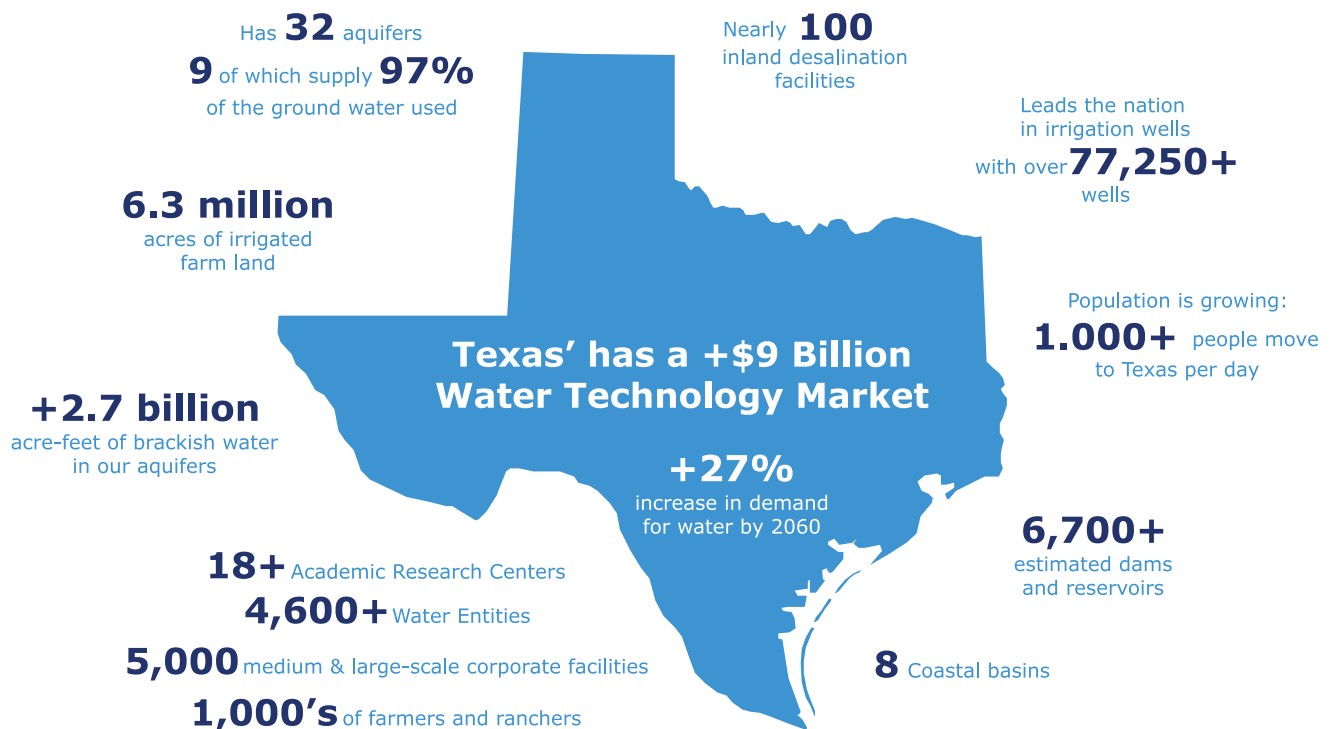 Has 32 aquifers
9 of which supply 97%
of the ground water used
Nearly 100
inland desalination
facilities
Leads the nation
in irrigation wells
with over 77,250+
wells
6.3 million
acres of irrigated
farm land
Population is growing:
1.000+ people move
to Texas per day
Texas’ has a +$9 Billion
Water Technology Market
+2.7 billion
acre-feet of brackish water
in our aquifers
+27%
increase in demand
for water by 2060
6,700+
estimated dams
and reservoirs
18+ Academic Research Centers
4,600+ Water Entities
5,000 medium & large-scale corporate facilities
1,000’s of farmers and ranchers
8 Coastal basins